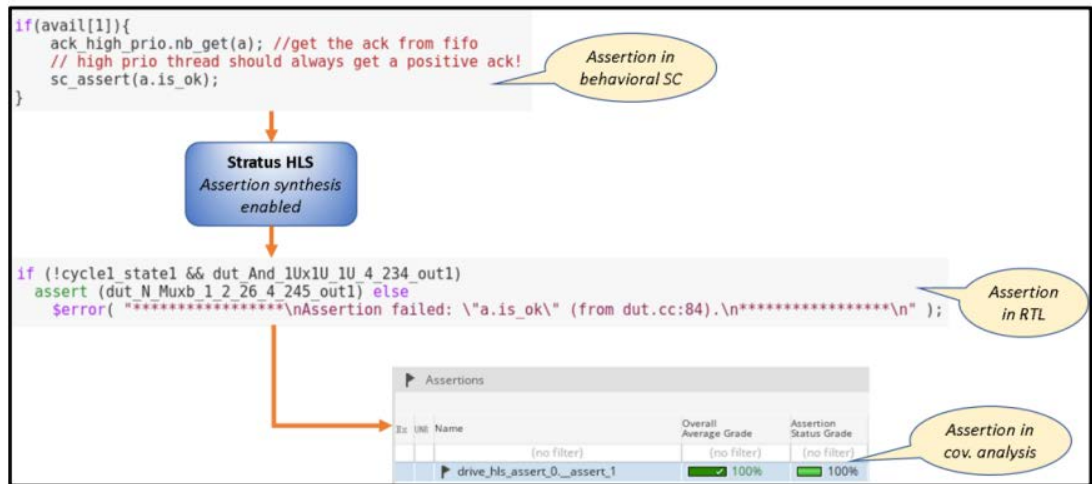 if(avail[1]){
ack_high_prio.nb_get(a); //get the ack from fifo
// high prio thread should always get a positive ack!
sc_assert(a.is_ok);
}
Assertion in
behavioral SC
Stratus HLS
Assertion synthesis
enabled
if (!cycle1_state1 && dut_And_1Ux1U_1U_4_234_out1)
assert (dut_N_Muxb_1_2_26_4_245_out1) else
$error( "*****************\nAssertion failed: \"a.is_ok\" (from dut.cc:84).\n*****************\n" );
Assertion
in RTL
Assertions
Ex UNR Name Overall Average Grade Assertion Status Grade
(no filter) (no filter) (no filter)
drive_hls_assert_0.__assert_1 100% 100%
Assertion in
cov. analysis